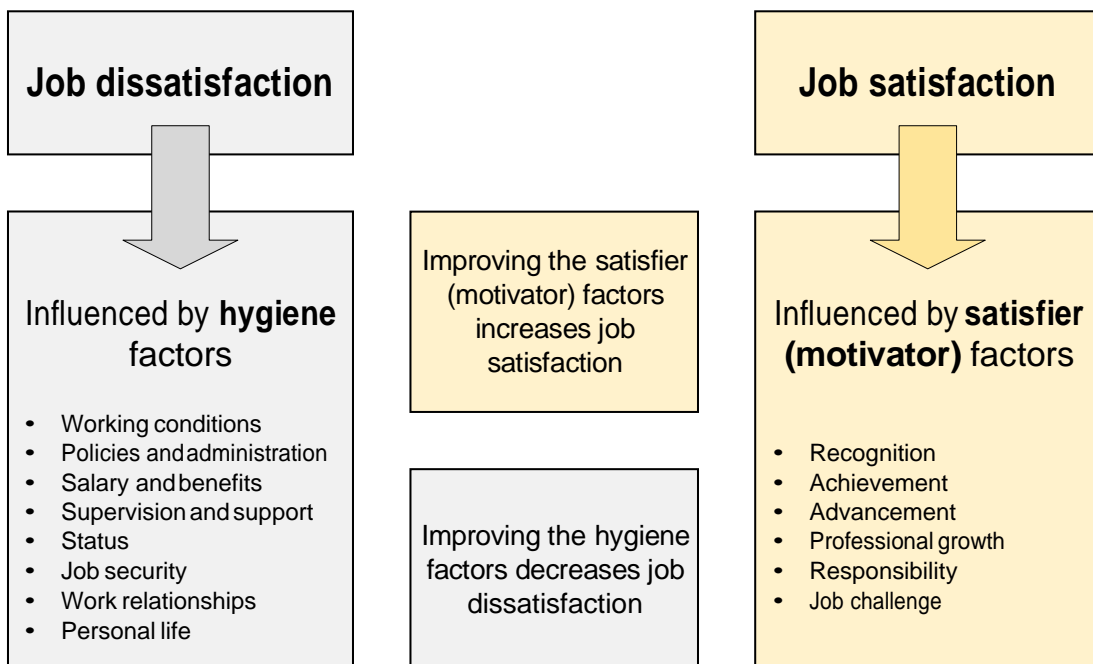 Job dissatisfaction
Influenced by hygiene
factors
• Working conditions
• Policies and administration
• Salary and benefits
• Supervision and support
• Status
• Job security
• Work relationships
• Personal life
Improving the satisfier
(motivator) factors
increases job
satisfaction
Improving the hygiene
factors decreases job
dissatisfaction
Job satisfaction
Influenced by satisfier
(motivator) factors
• Recognition
• Achievement
• Advancement
• Professional growth
• Responsibility
• Job challenge